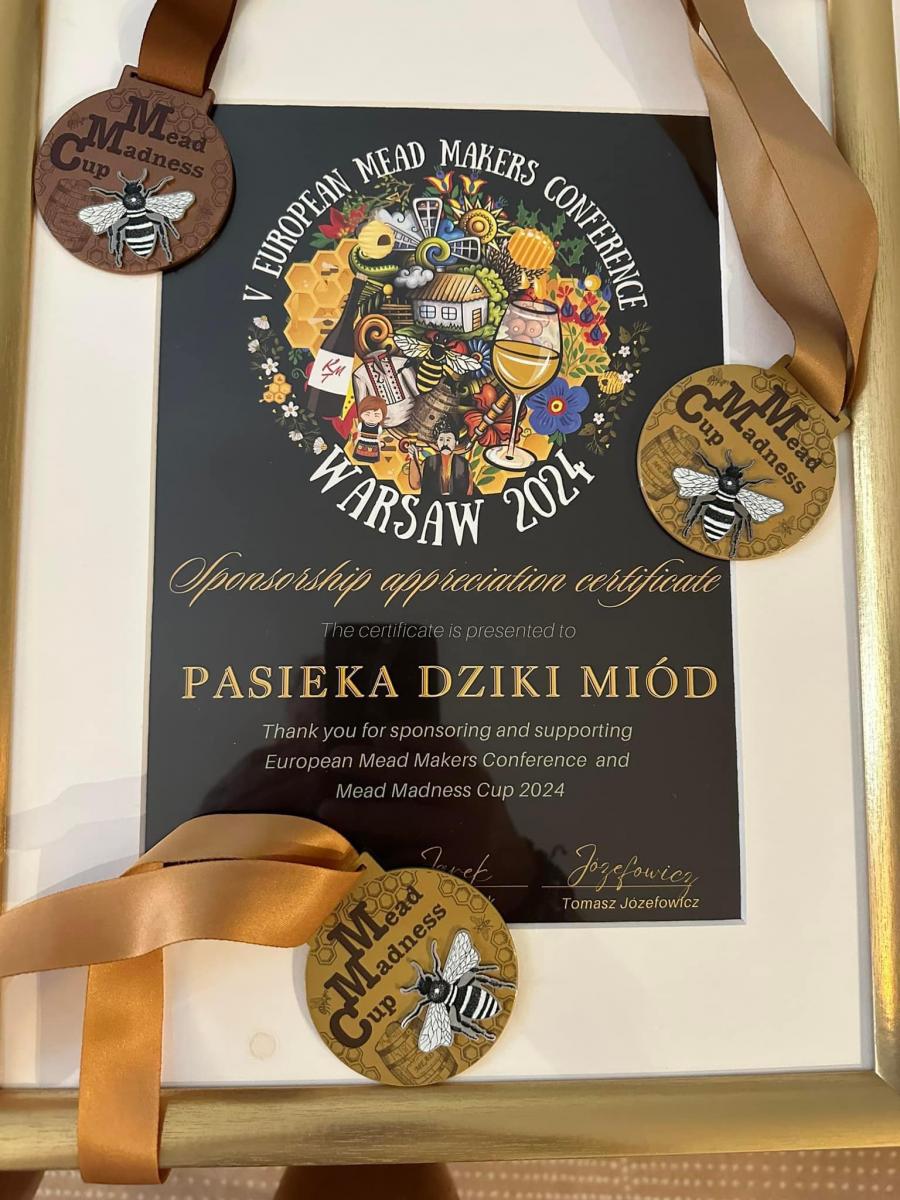 Mead
Madness
Cup
V EUROPEAN MEAD MAKERS CONFERENCE
KM
WARSAW 2024
Mead
Madness
Cup
Sponsorship appreciation certificate
The certificate is presented to
PASIEKA DZIKI MIÓD
Thank you for sponsoring and supporting
European Mead Makers Conference and
Mead Madness Cup 2024
Józefowicz
Tomasz Józefowicz
Mead
Madness
Cup